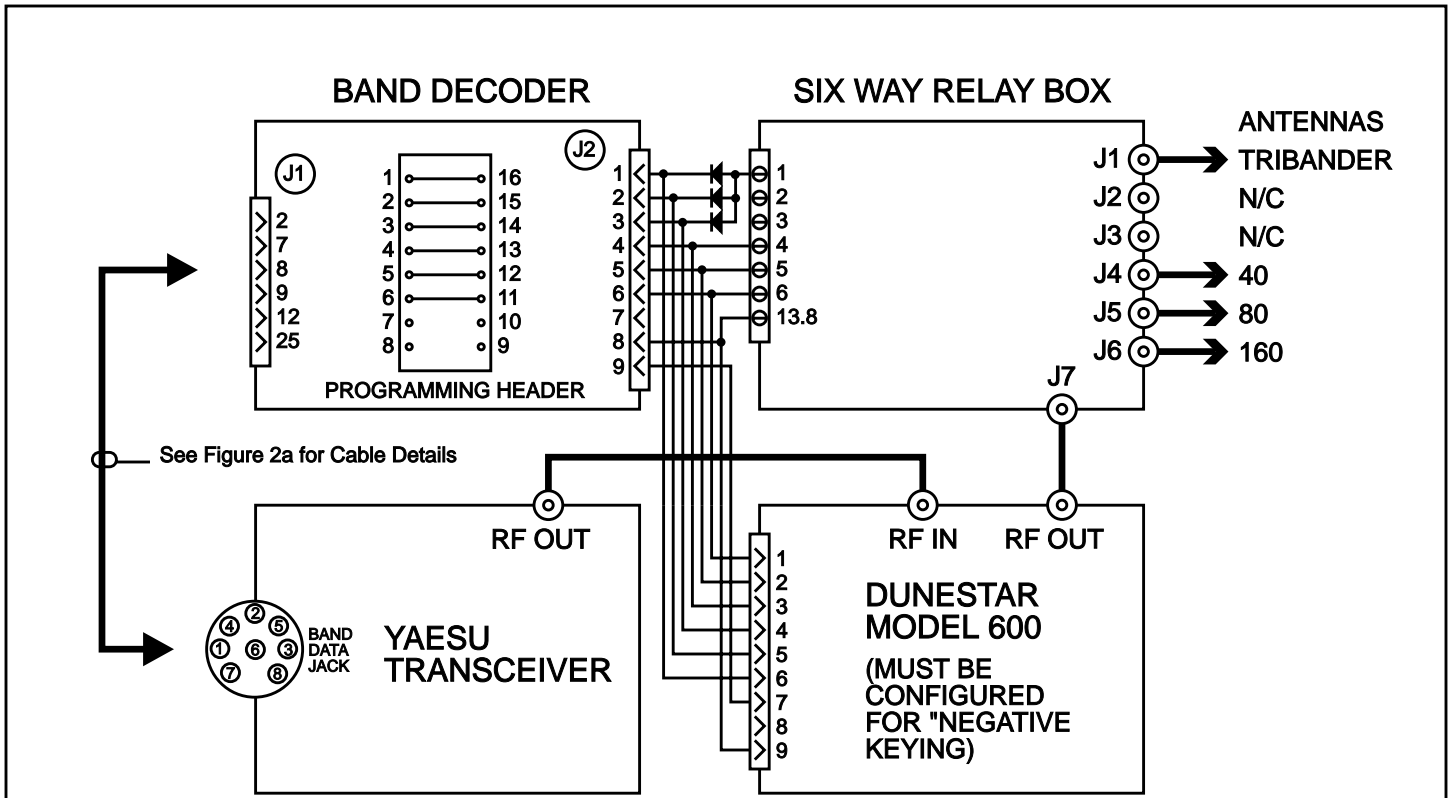 BAND DECODER
SIX WAY RELAY BOX
ANTENNAS
J1
J2
2
7
8
9
12
25
1 16
2 15
3 14
4 13
5 12
6 11
7 10
8 9
PROGRAMMING HEADER
1
2
3
4
5
6
7
8
9
1
2
3
4
5
6
13.8
J1 TRIBANDER
J2 N/C
J3 N/C
J4 40
J5 80
J6 160
J7
See Figure 2a for Cable Details
RF OUT
2
4 5
1 6 3
7 8
BAND
DATA
JACK
YAESU
TRANSCEIVER
RF IN RF OUT
1
2
3
4
5
6
7
8
9
DUNESTAR
MODEL 600
(MUST BE
CONFIGURED
FOR "NEGATIVE
KEYING)